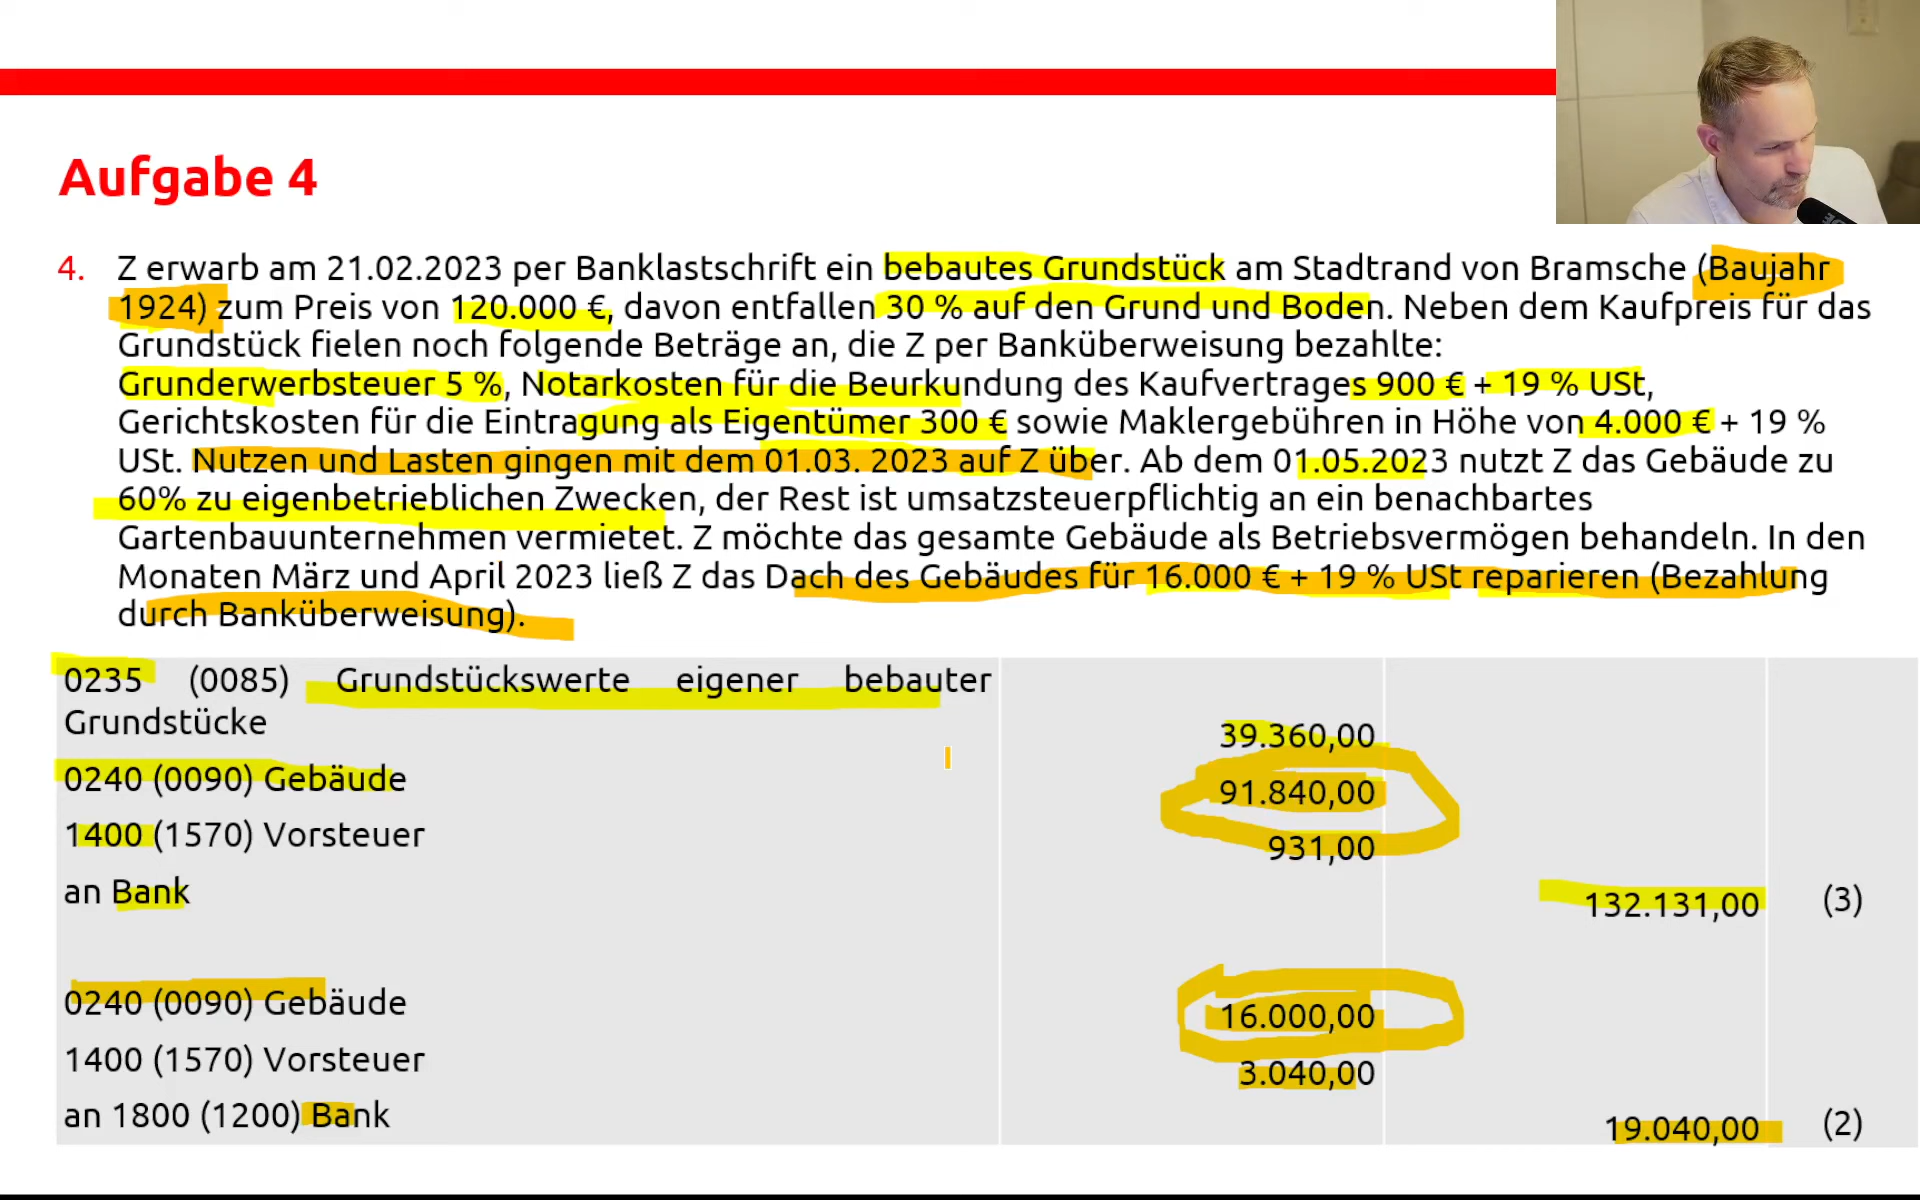 Aufgabe 4
4. Z erwarb am 21.02.2023 per Banklastschrift ein bebautes Grundstück am Stadtrand von Bramsche (Baujahr
1924) zum Preis von 120.000 €, davon entfallen 30 % auf den Grund und Boden. Neben dem Kaufpreis für das
Grundstück fielen noch folgende Beträge an, die Z per Banküberweisung bezahlte:
Grunderwerbsteuer 5 %, Notarkosten für die Beurkundung des Kaufvertrages 900 € + 19 % USt,
Gerichtskosten für die Eintragung als Eigentümer 300 € sowie Maklergebühren in Höhe von 4.000 € + 19 %
USt. Nutzen und Lasten gingen mit dem 01.03. 2023 auf Z über. Ab dem 01.05.2023 nutzt Z das Gebäude zu
60% zu eigenbetrieblichen Zwecken, der Rest ist umsatzsteuerpflichtig an ein benachbartes
Gartenbauunternehmen vermietet. Z möchte das gesamte Gebäude als Betriebsvermögen behandeln. In den
Monaten März und April 2023 ließ Z das Dach des Gebäudes für 16.000 € + 19 % USt reparieren (Bezahlung
durch Banküberweisung).
0235 (0085) Grundstückswerte eigener bebauter
Grundstücke 39.360,00
0240 (0090) Gebäude 91.840,00
1400 (1570) Vorsteuer 931,00
an Bank 132.131,00 (3)
0240 (0090) Gebäude 16.000,00
1400 (1570) Vorsteuer 3.040,00
an 1800 (1200) Bank 19.040,00 (2)